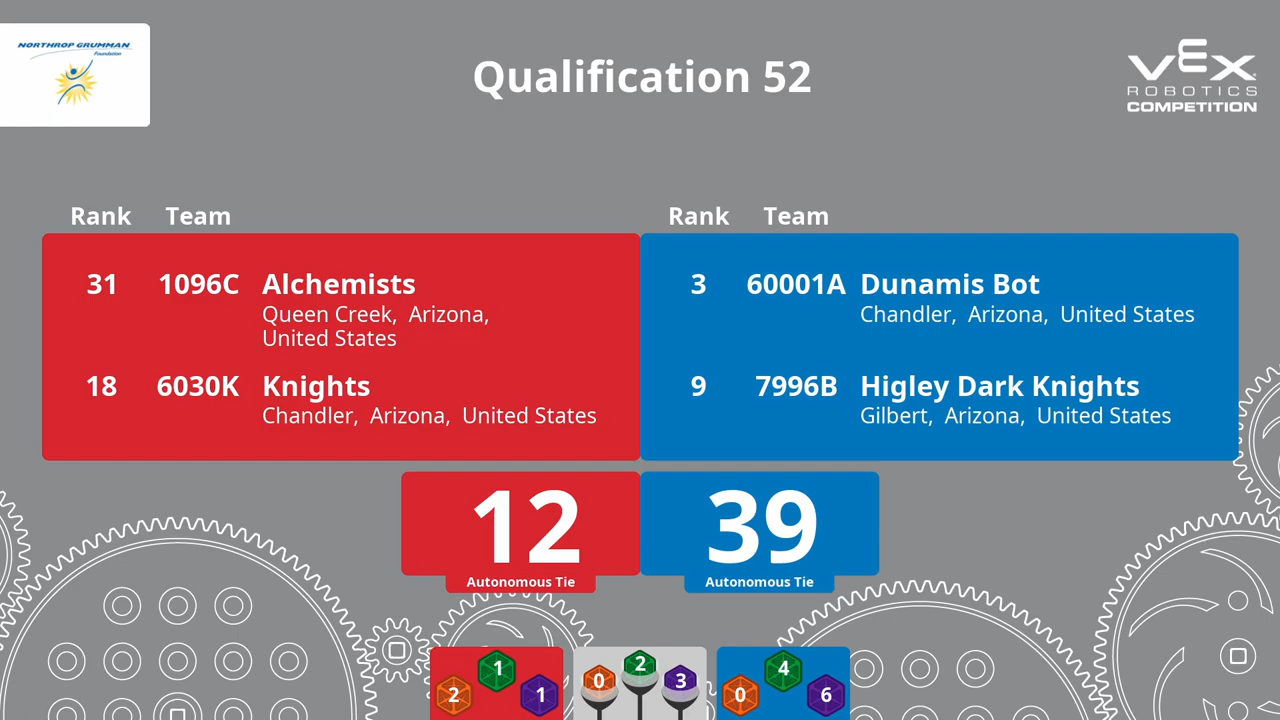 NORTHROP GRUMMAN
Foundation
Qualification 52
VEX
ROBOTICS
COMPETITION
Rank Team
31 1096C Alchemists
Queen Creek, Arizona,
United States
18 6030K Knights
Chandler, Arizona, United States
Rank Team
3 60001A Dunamis Bot
Chandler, Arizona, United States
9 7996B Higley Dark Knights
Gilbert, Arizona, United States
12 39
Autonomous Tie Autonomous Tie
2 1 1
0 2 3
0 4 6